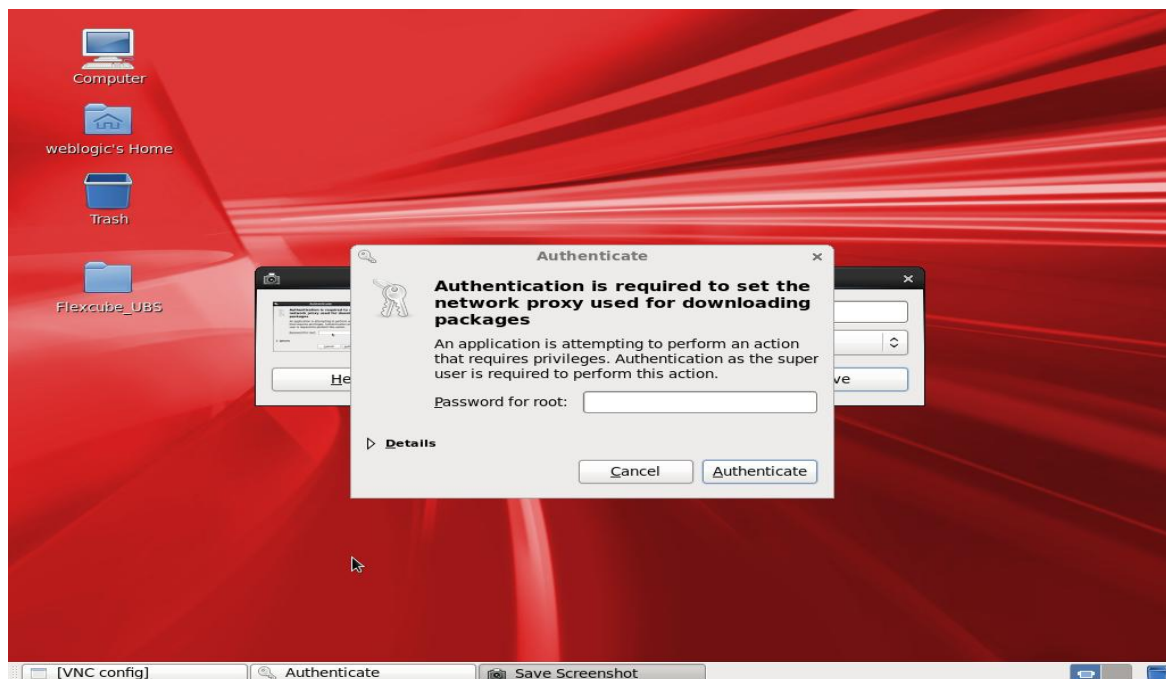 Computer
weblogic's Home
Trash
Flexcube_UBS
Authenticate
Authentication is required to set the
network proxy used for downloading
packages
An application is attempting to perform an action
that requires privileges. Authentication as the super
user is required to perform this action.
Password for root:
Details
Cancel
Authenticate
He
ve
[VNC config]
Authenticate
Save Screenshot